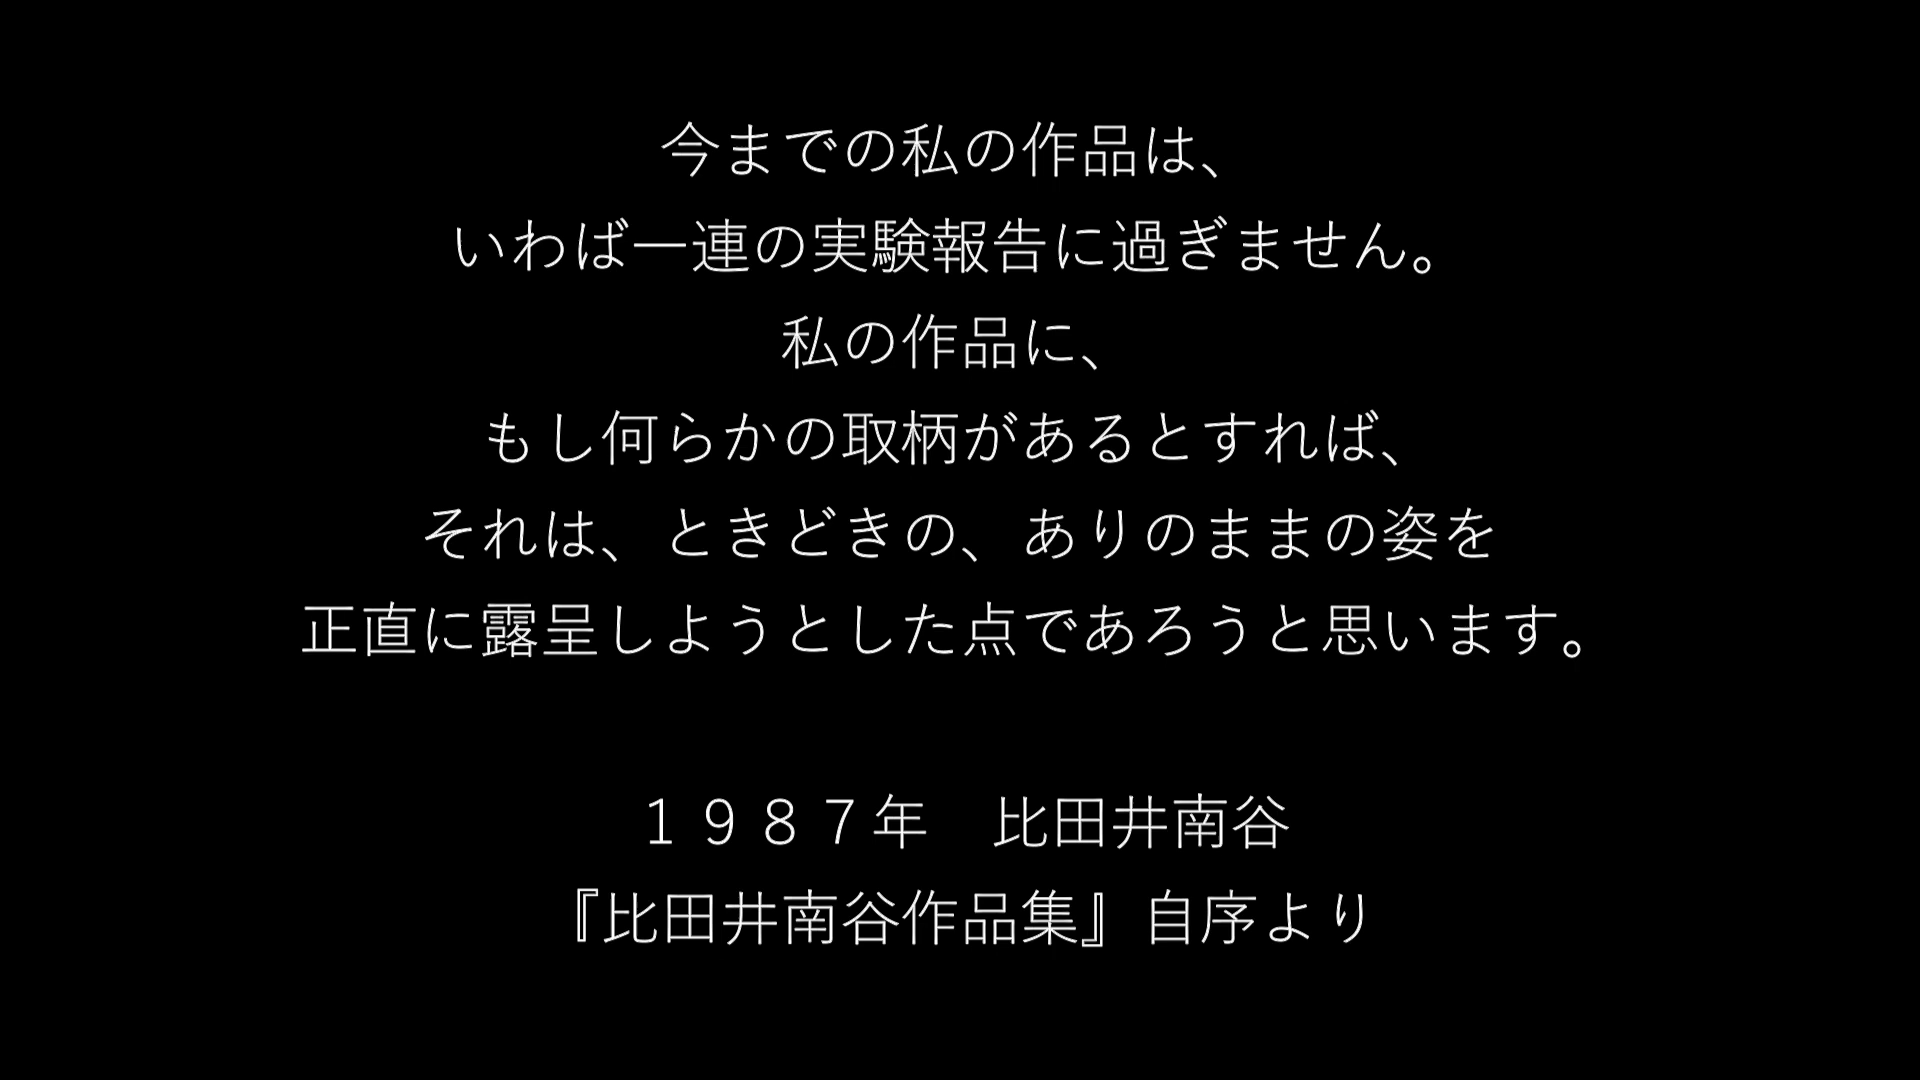 今までの私の作品は、
いわば一連の実験報告に過ぎません。
私の作品に、
もし何らかの取柄があるとすれば、
それは、ときどきの、ありのままの姿を
正直に露呈しようとした点であろうと思います。
１９８７年　比田井南谷
『比田井南谷作品集』自序より